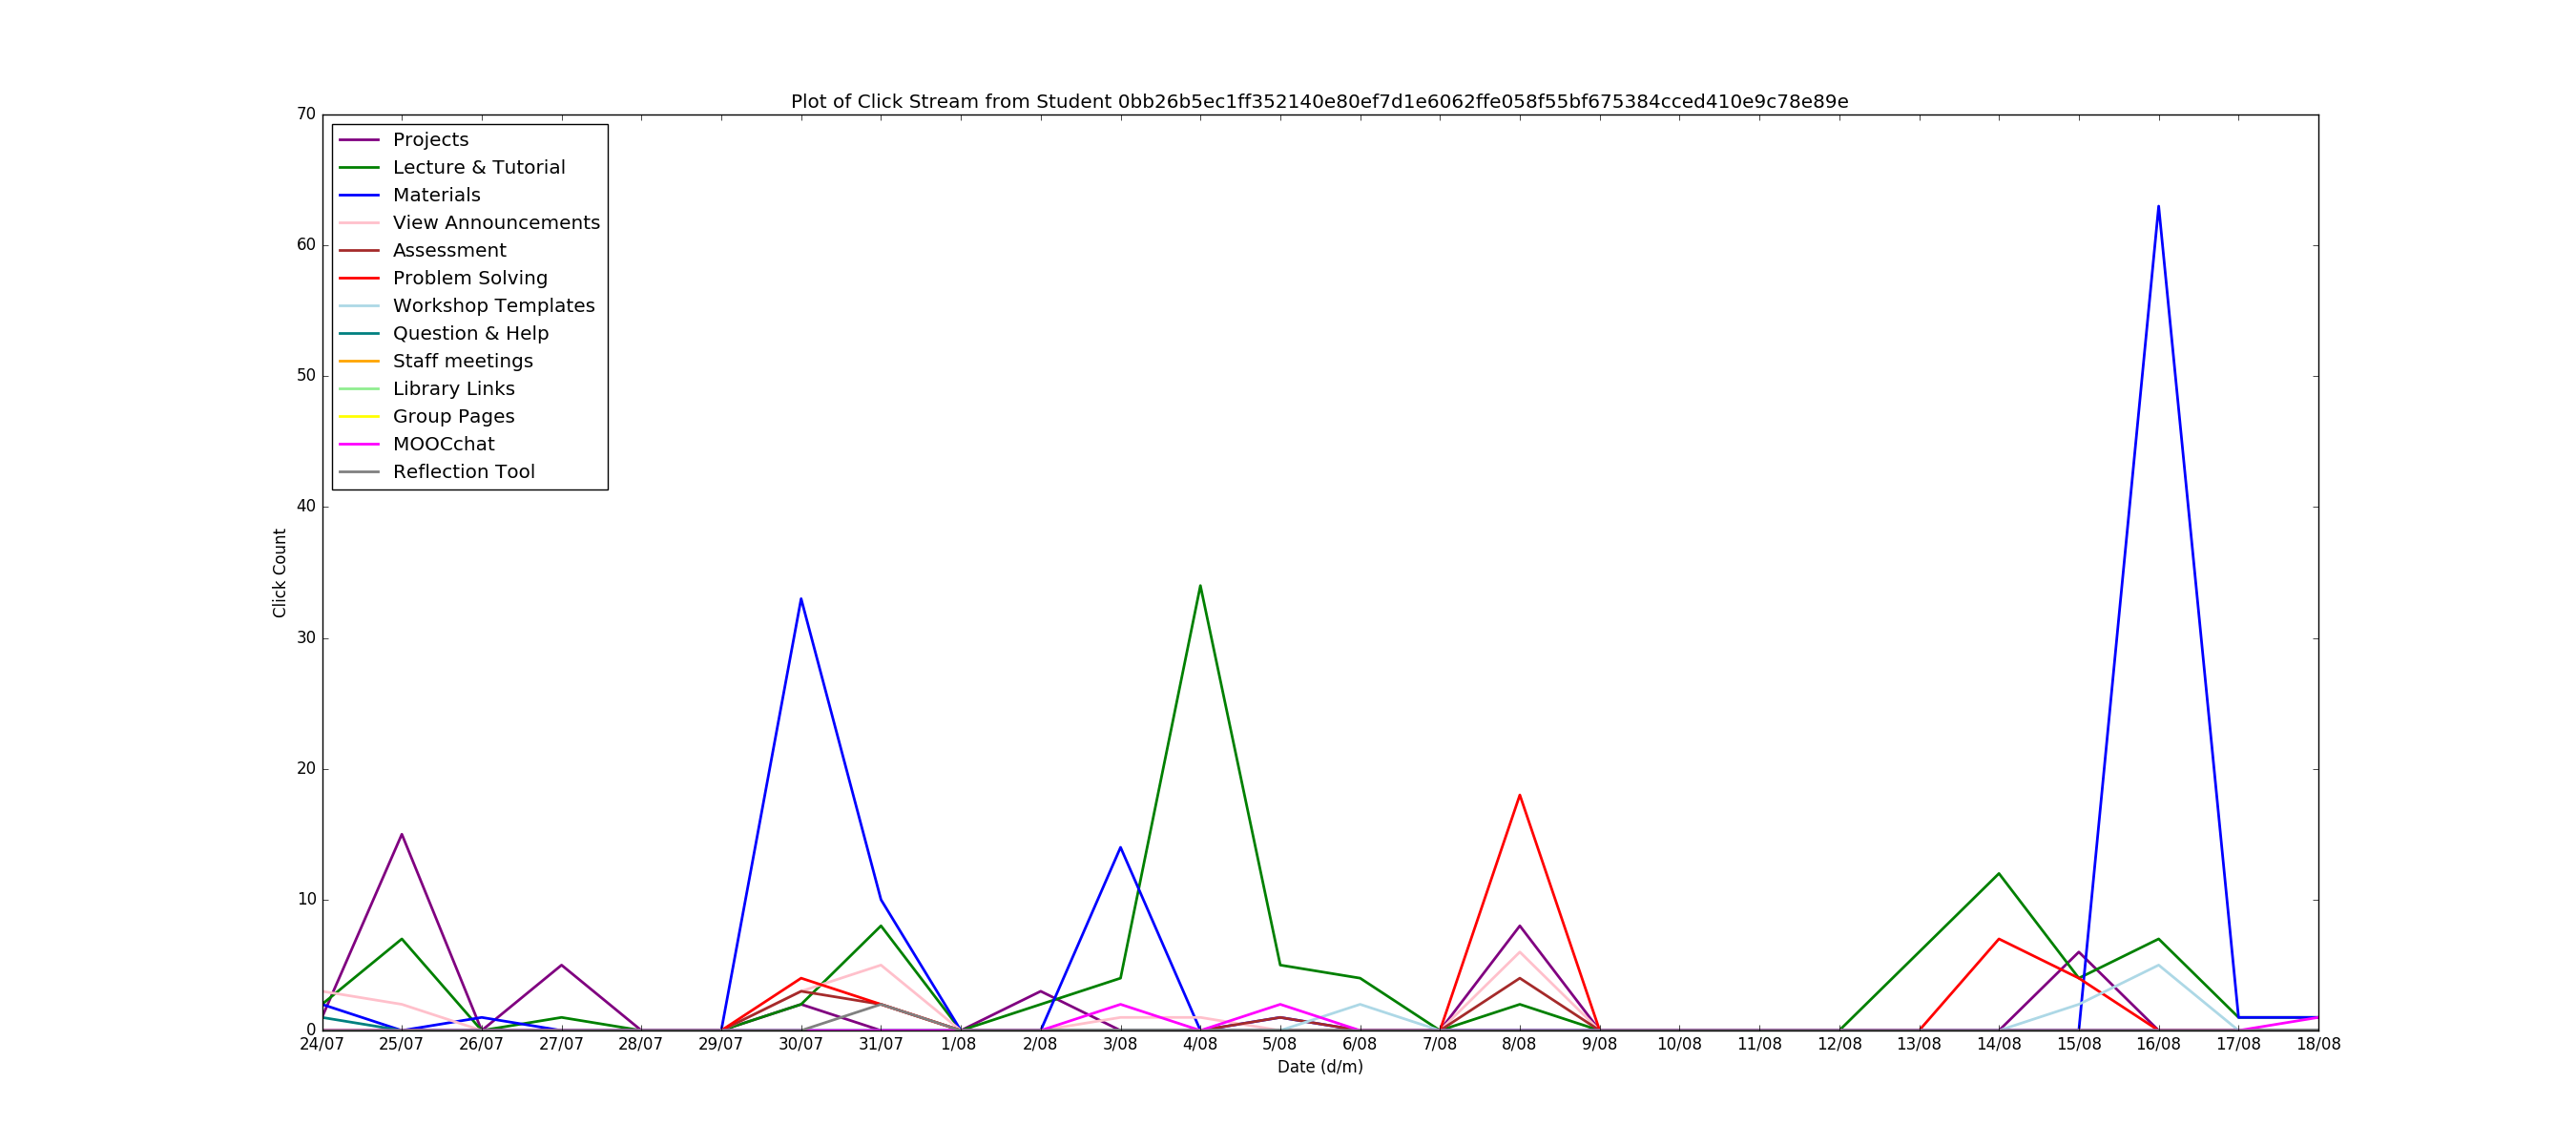 Plot of Click Stream from Student 0bb26b5ec1ff352140e80ef7d1e6062ffe058f55bf675384cced410e9c78e89e
70
60
50
40
30
20
10
0
Click Count
Projects
Lecture & Tutorial
Materials
View Announcements
Assessment
Problem Solving
Workshop Templates
Question & Help
Staff meetings
Library Links
Group Pages
MOOCchat
Reflection Tool
24/07 25/07 26/07 27/07 28/07 29/07 30/07 31/07 1/08 2/08 3/08 4/08 5/08 6/08 7/08 8/08 9/08 10/08 11/08 12/08 13/08 14/08 15/08 16/08 17/08 18/08
Date (d/m)